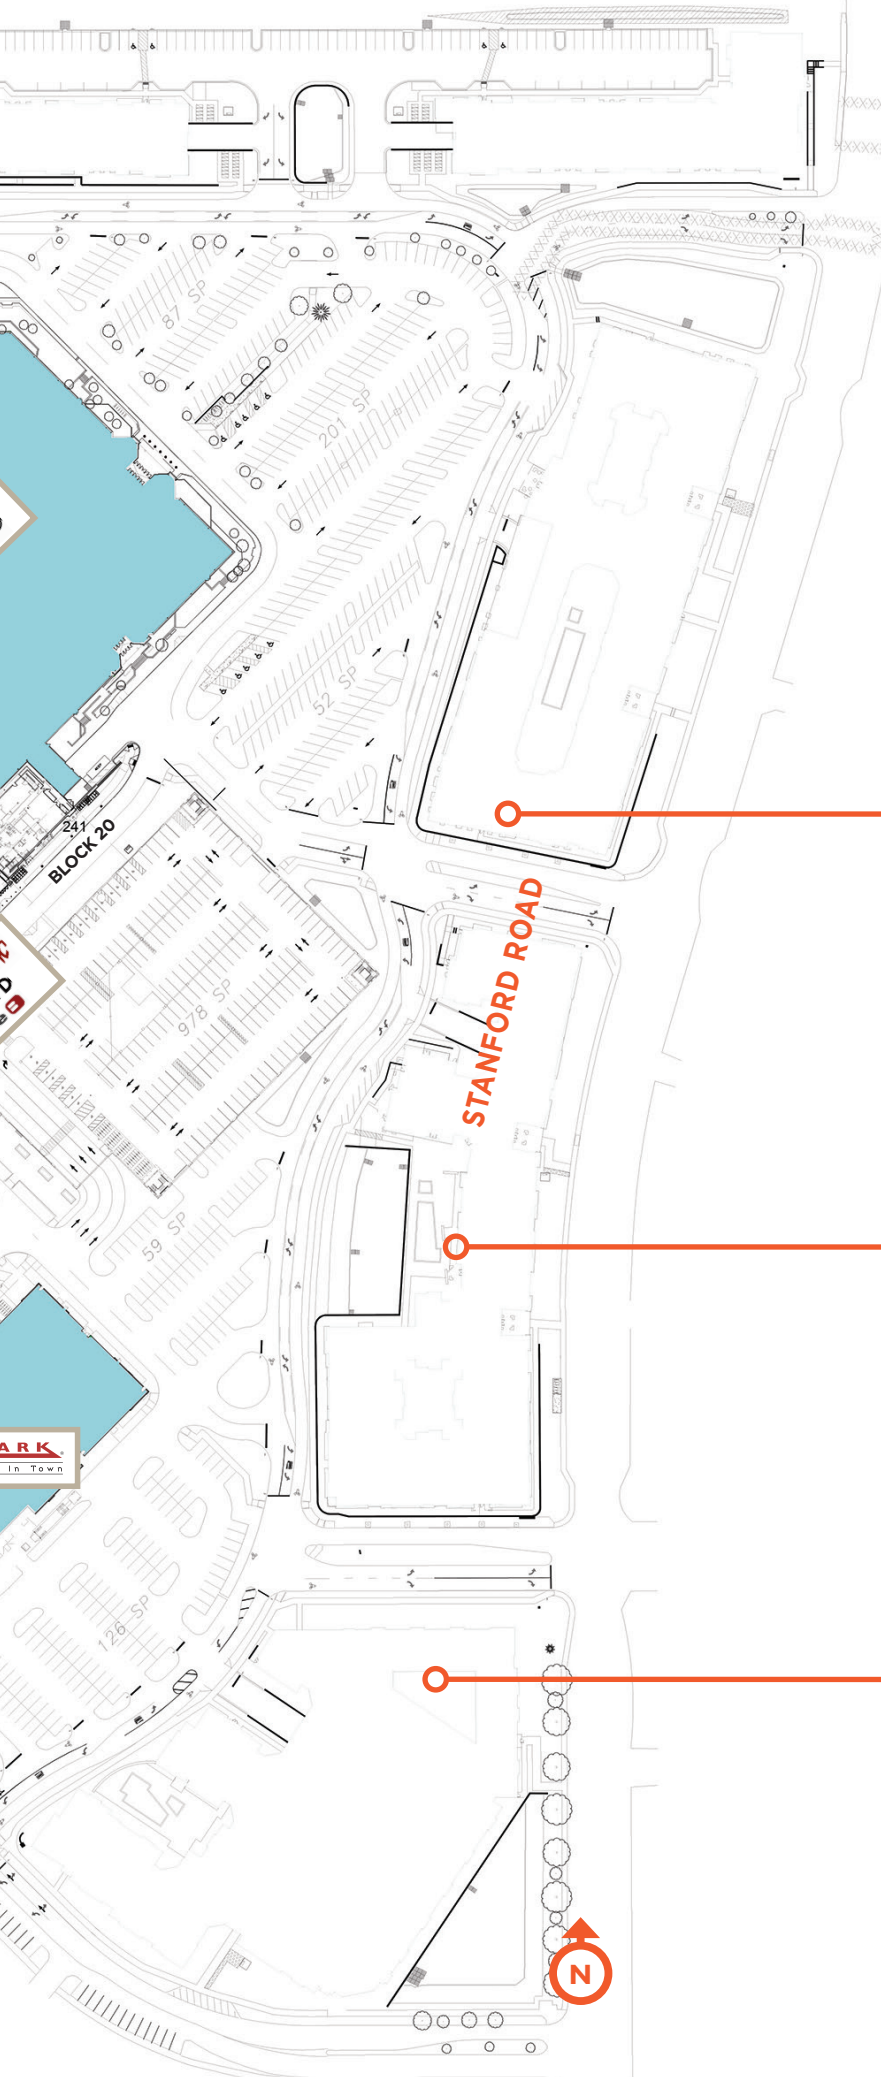 87 SP
201 SP
52 SP
241
BLOCK 20
STANFORD ROAD
978 SP
59 SP
ARK
In Town
126 SP
N